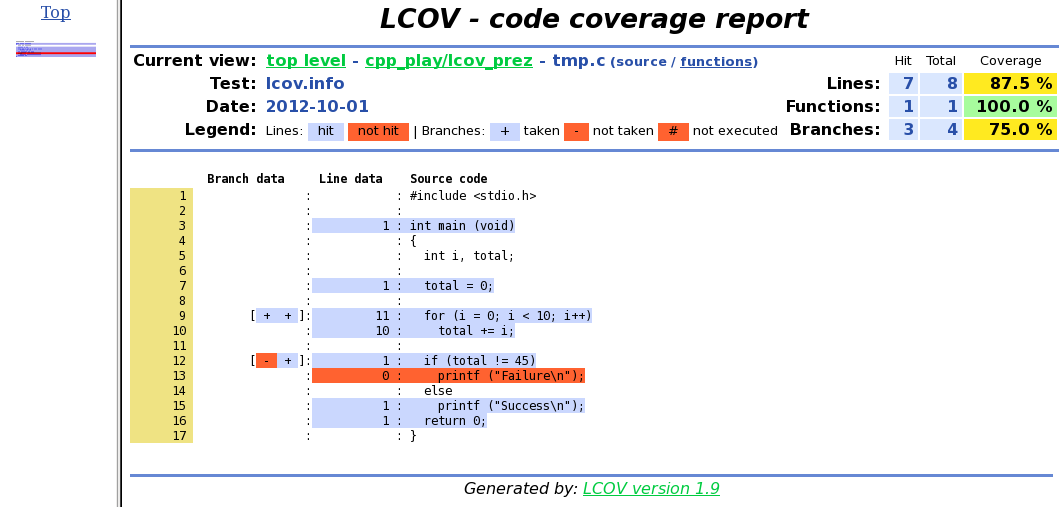 Top
LCOV - code coverage report
Current view: top level - cpp_play/lcov_prez - tmp.c (source / functions) Hit Total Coverage
Test: lcov.info Lines: 7 8 87.5 %
Date: 2012-10-01 Functions: 1 1 100.0 %
Legend: Lines: hit not hit | Branches: + taken - not taken # not executed Branches: 3 4 75.0 %
Branch data Line data Source code
1 : : #include <stdio.h>
2 : :
3 : 1 : int main (void)
4 : : {
5 : : int i, total;
6 : :
7 : 1 : total = 0;
8 : :
9 [ + + ]: 11 : for (i = 0; i < 10; i++)
10 : 10 : total += i;
11 : :
12 [ - + ]: 1 : if (total != 45)
13 : 0 : printf ("Failure\n");
14 : : else
15 : 1 : printf ("Success\n");
16 : 1 : return 0;
17 : : }
Generated by: LCOV version 1.9